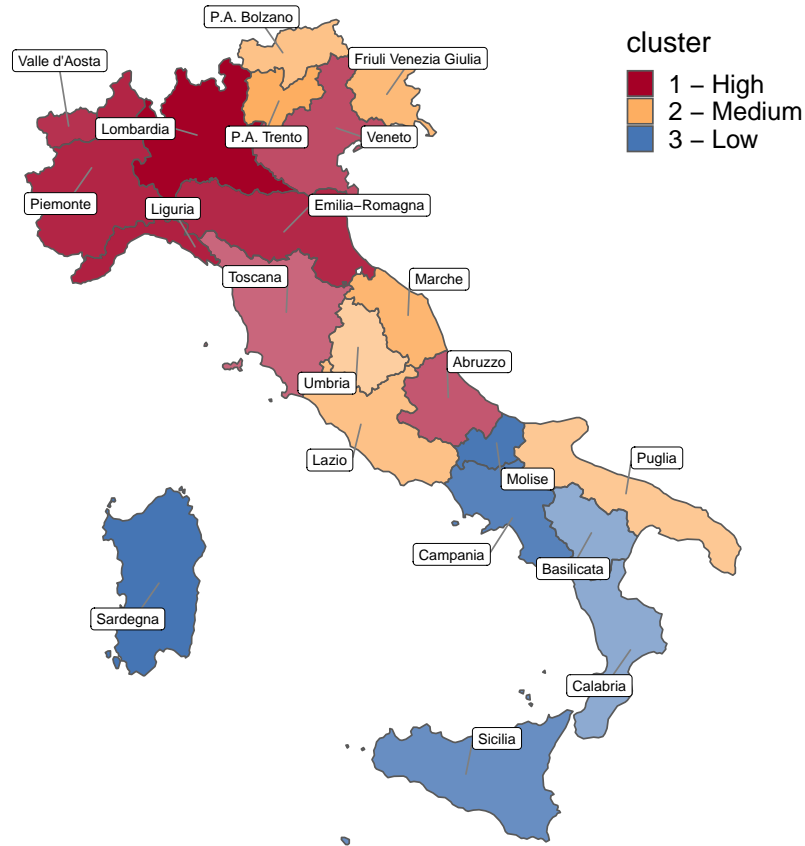 P.A. Bolzano
cluster
Valle d'Aosta
Friuli Venezia Giulia
1 − High
2 − Medium
3 − Low
Lombardia
P.A. Trento
Veneto
Piemonte
Liguria
Emilia−Romagna
Toscana
Marche
Abruzzo
Umbria
Lazio
Puglia
Molise
Campania
Basilicata
Sardegna
Calabria
Sicilia